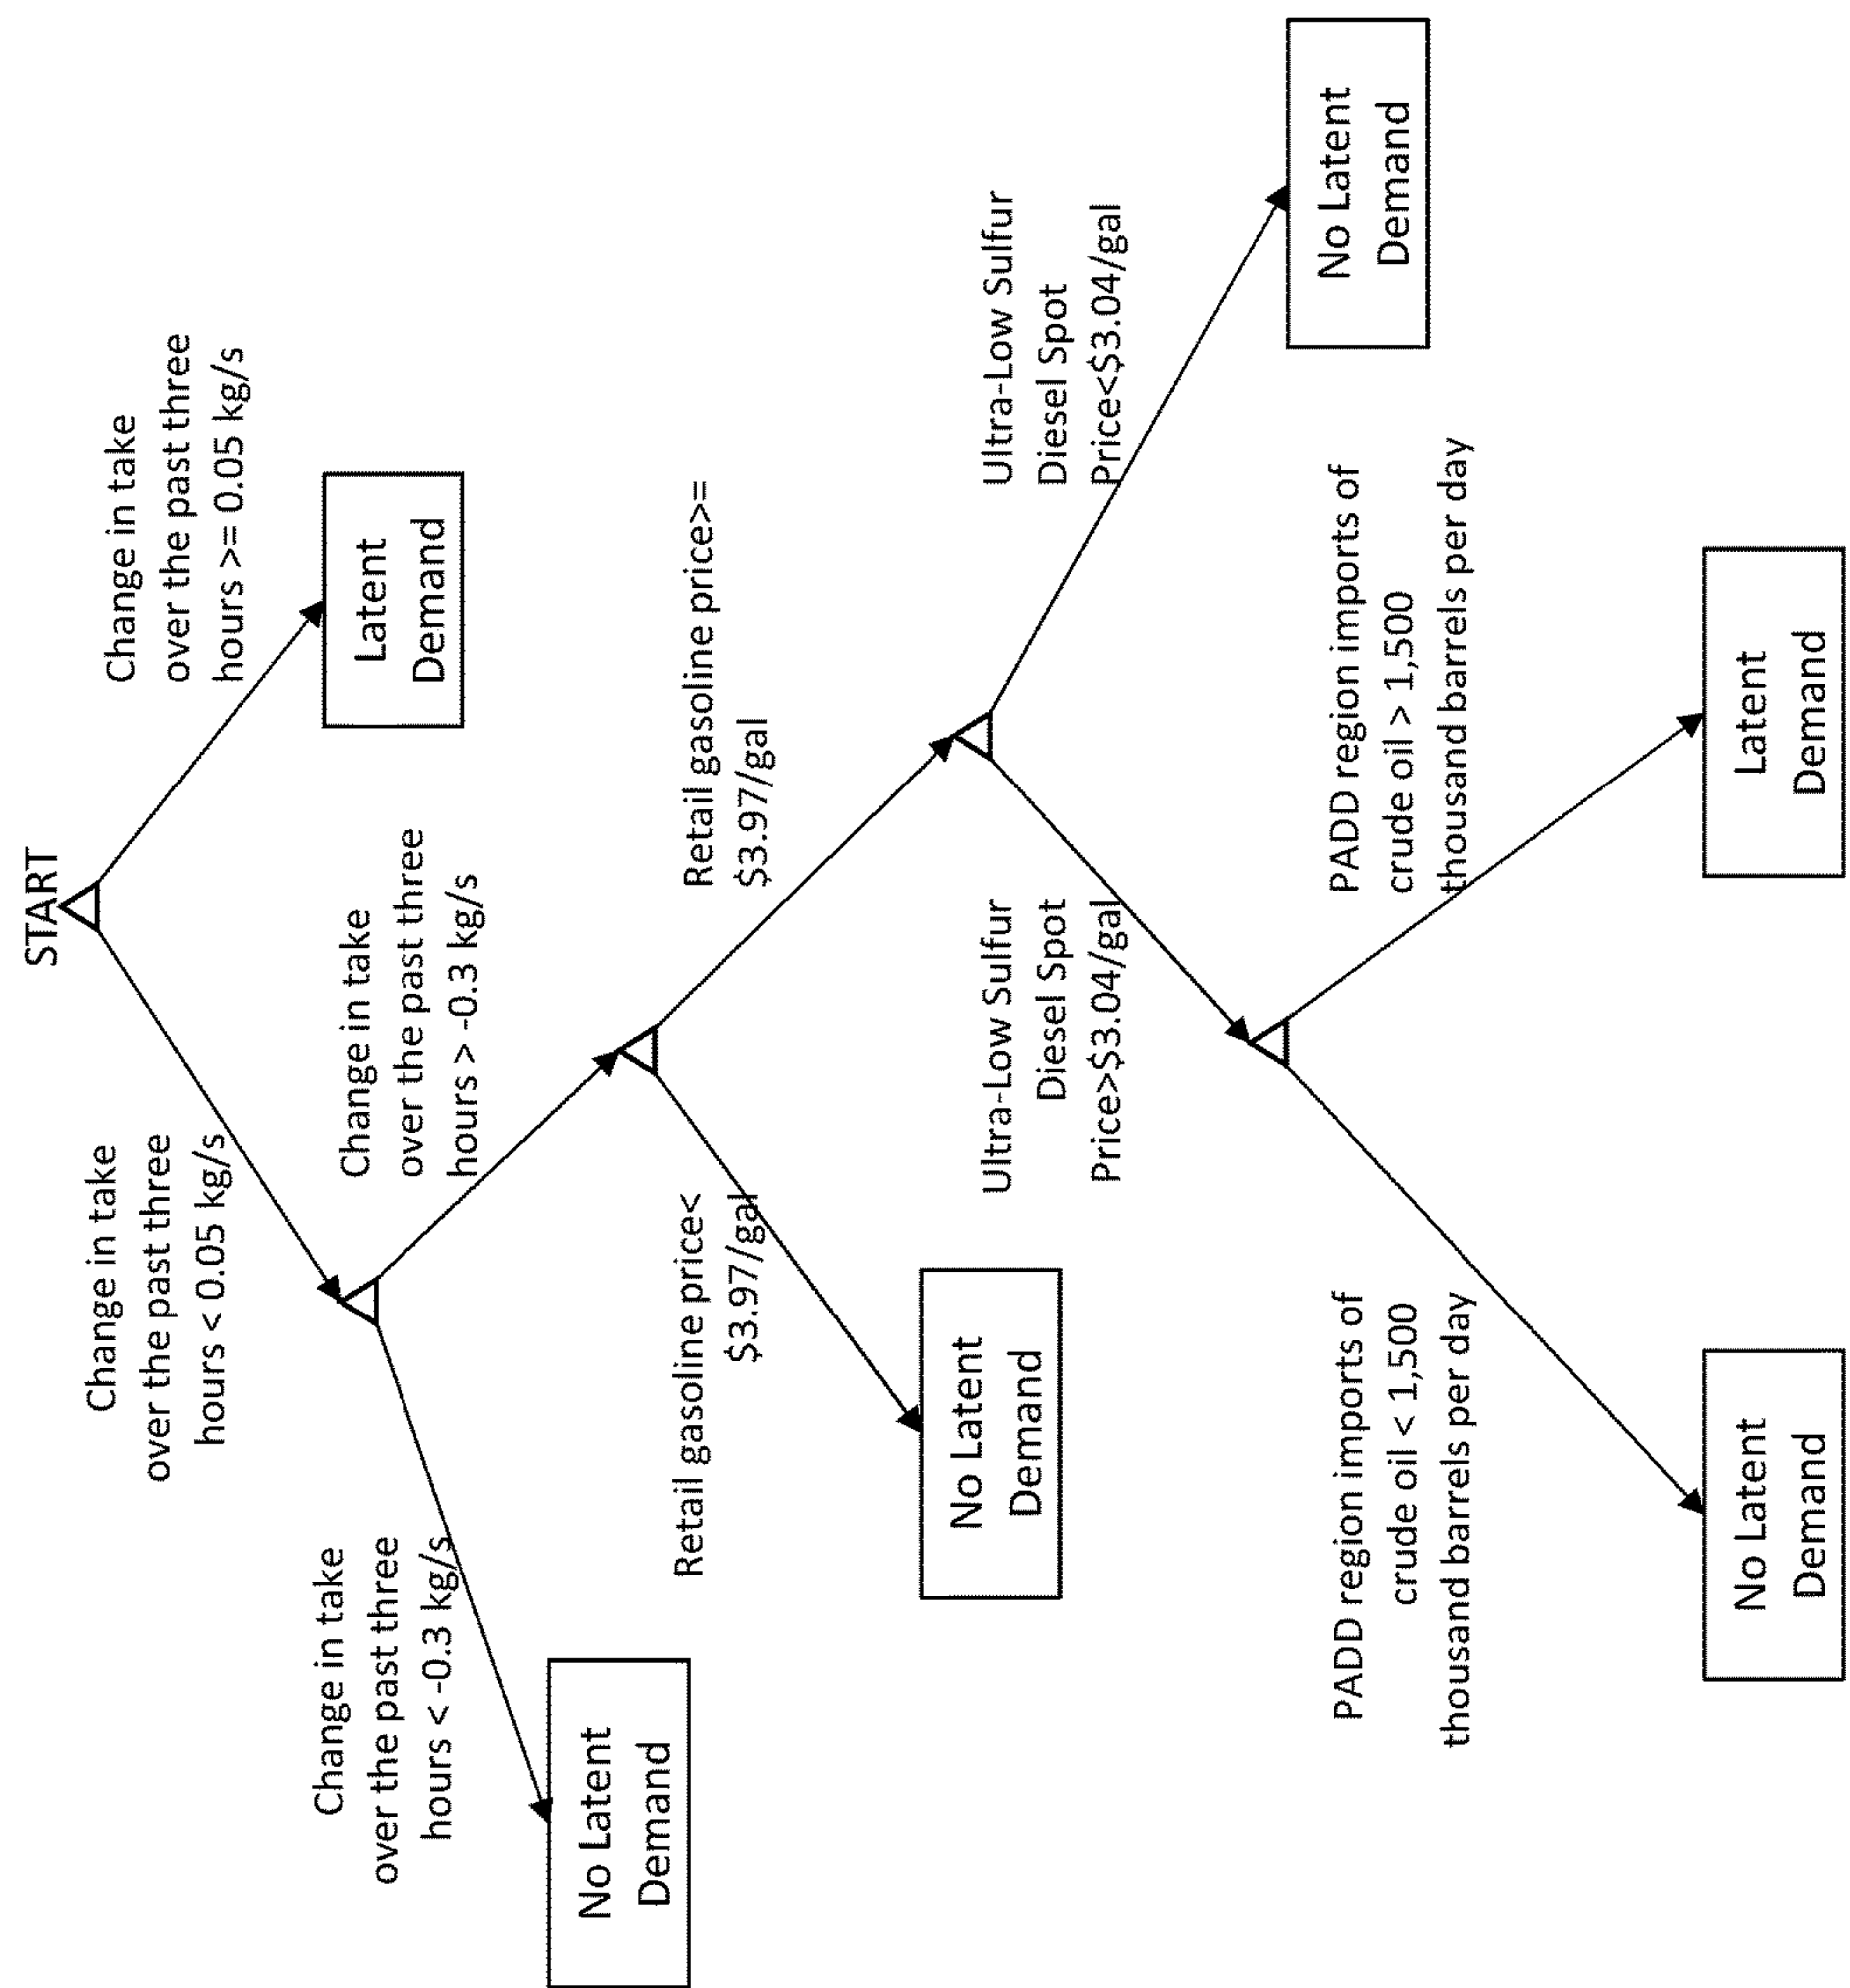 START
Change in take
over the past three
hours < 0.05 kg/s
Change in take
over the past three
hours >= 0.05 kg/s
Latent
Demand
Change in take
over the past three
hours < -0.3 kg/s
Change in take
over the past three
hours > -0.3 kg/s
No Latent
Demand
Retail gasoline price<
$3.97/gal
Retail gasoline price>=
$3.97/gal
No Latent
Demand
Ultra-Low Sulfur
Diesel Spot
Price>$3.04/gal
Ultra-Low Sulfur
Diesel Spot
Price<$3.04/gal
No Latent
Demand
PADD region imports of
crude oil < 1,500
thousand barrels per day
PADD region imports of
crude oil > 1,500
thousand barrels per day
No Latent
Demand
Latent
Demand